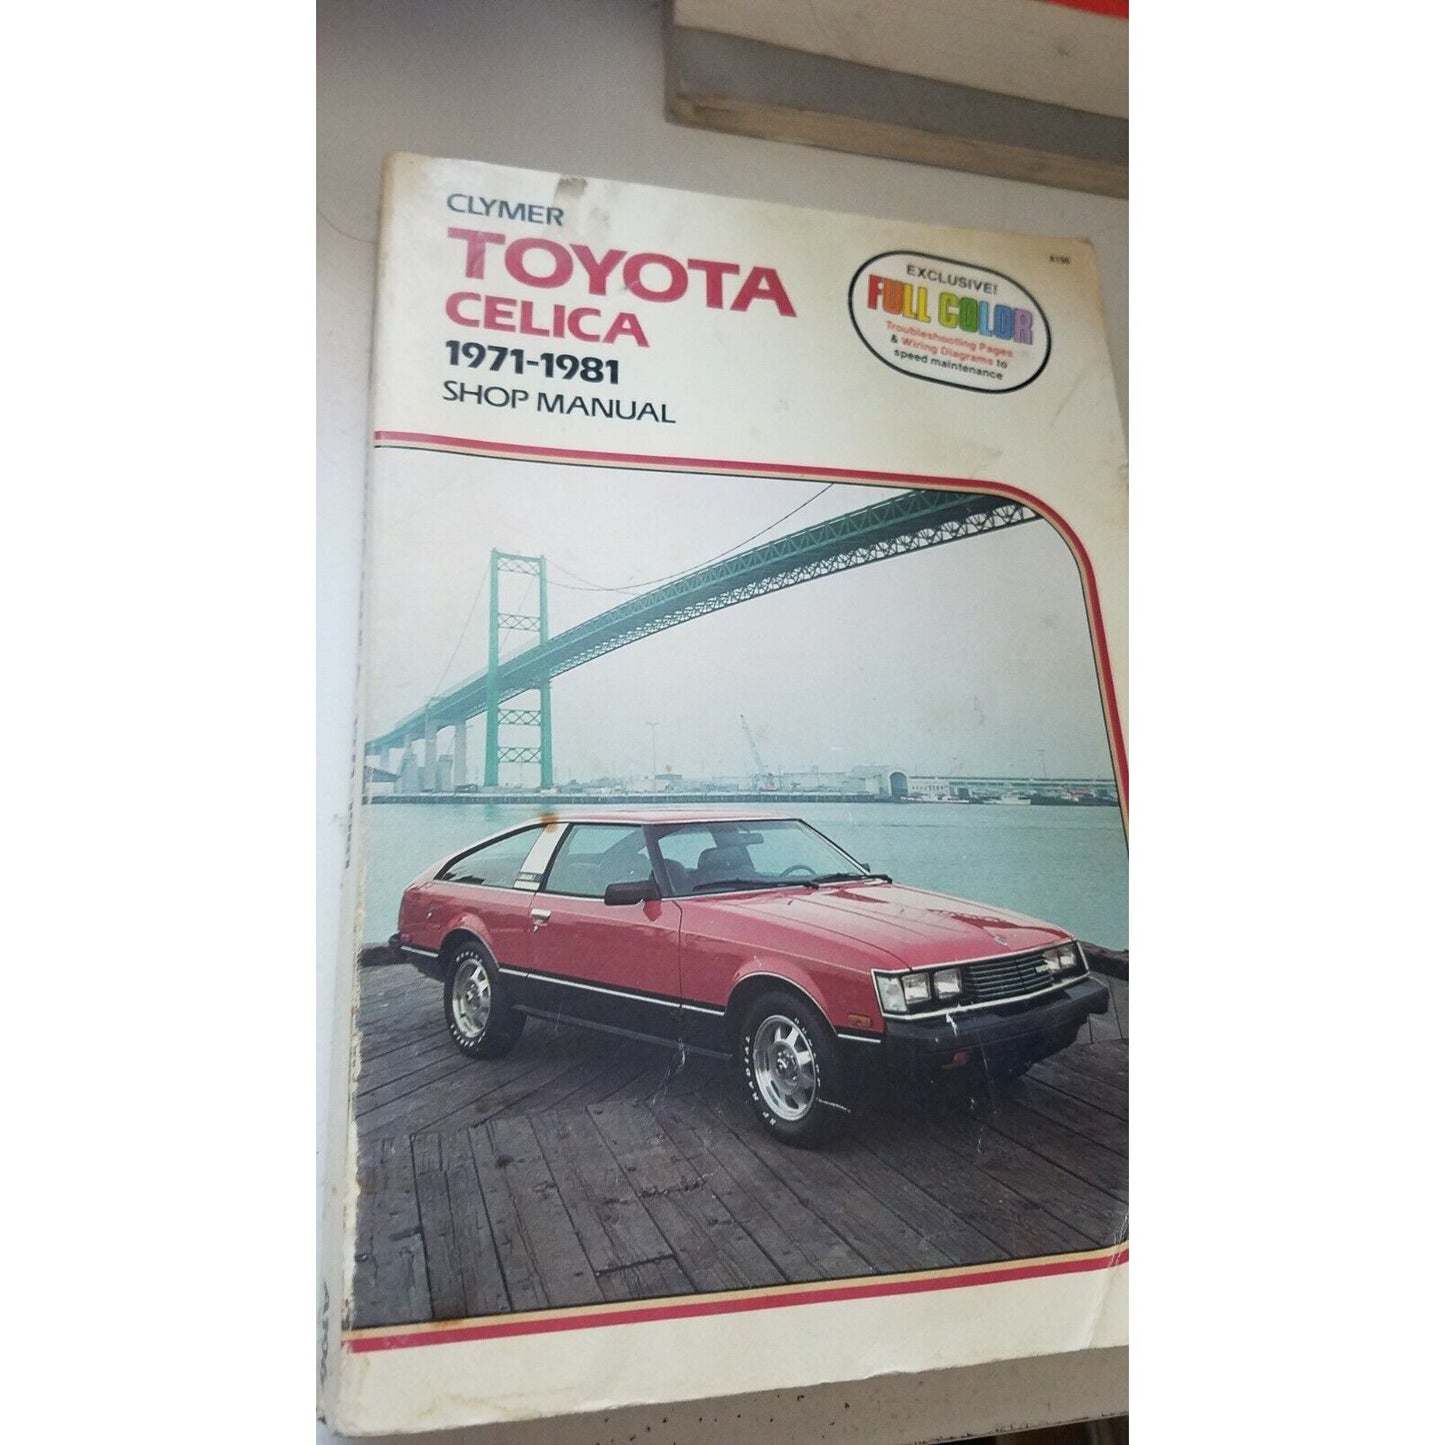 CLYMER
TOYOTA
CELICA
1971-1981
SHOP MANUAL
EXCLUSIVE!
FULL COLOR
Troubleshooting Pages
& Wiring Diagrams to
speed maintenance